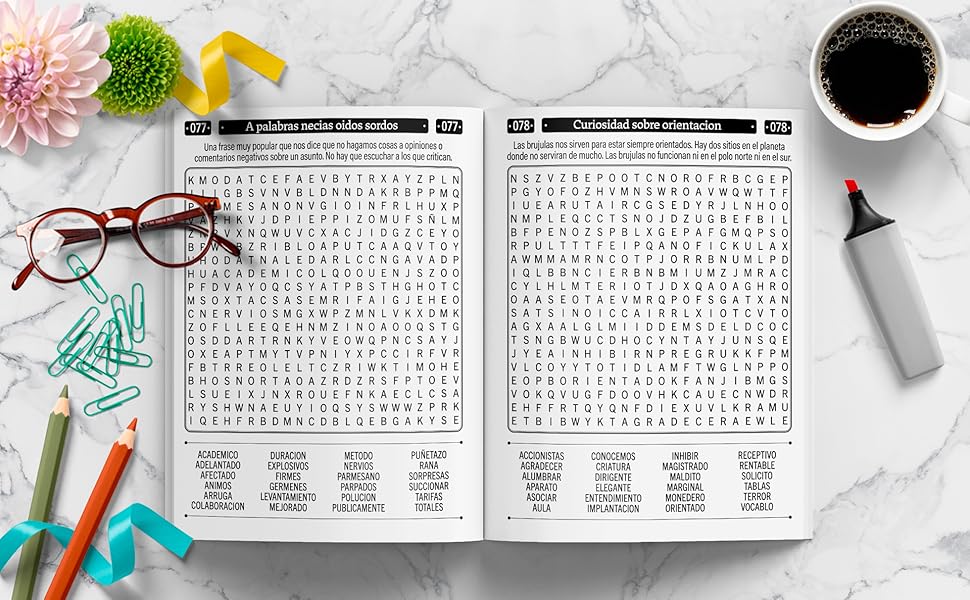 ·077· A palabras necias oidos sordos ·077·
Una frase muy popular que nos dice que no hagamos cosas a opiniones o
comentarios negativos sobre un asunto. No hay que escuchar a los que critican.
K M O D A T C E F A E V B Y T R X A Y Z P L N
G B S V N V B L D N N D A K R B P P M Q
M E S A N O N V G I O I N F R L H U X P
H K V J D P I E P P I Z O M U F S Ñ L M
V X N Q W U V C X A C J I D G Z C E Y O
B Z Q R I B L O A P U T C A A Q V T O Y
N A L E D A R L C C N G A V A D P
H U A C A D E M I C O L Q O O U E N J S Z O O
P F D V A Y O Q C S Y A T P B S T H G H O T C
M S O X T A C S A S E M R I F A I G J E H E O
C N E R V I O S M G X W P Z M N L V K X D M K
Z O F L L E E Q E H N M Z I N O A O O Q S T G
O S D D A R T R N K Y V E O W Q P N C S A Y J
O X E A P T M Y T V P N I Y X P C C I R F V R
F B T R R E O L E L T C Z R I W K T I M O H E
B H O S N O R T A O A Z R D Z R S F P T O E V
L S U E I X J N X R O U E F N K A E C L C S A
R Y S H W N A E U Y I O Q S Y S W W W Z P R K
I Q E H F R B D M N C D B L Q E B G A K Y S E
ACADEMICO DURACION METODO PUÑETAZO
ADELANTADO EXPLOSIVOS NERVIOS RANA
AFECTADO FIRMES PARMESANO SORPRESAS
ANIMOS GERMENES PARPADOS SUCCIONAR
ARRUGA LEVANTAMIENTO POLUCION TARIFAS
COLABORACION MEJORADO PUBLICAMENTE TOTALES
·078· Curiosidad sobre orientacion ·078·
Las brujulas nos sirven para estar siempre orientados. Hay dos sitios en el planeta
donde no serviran de mucho. Las brujulas no funcionan ni en el polo norte ni en el sur.
N S Z V Z B E P O O T C N O R O F R B C G E P
P G Y O F O Z H V M N S W R O A V W Q W T T F
I U E A R U T A I R C G S E D Y R J L N H O O
N M P L E Q C C T S N O J D Z U G B E F B I L
B F P E N O Z S P B L X G E P A F G M Q P S O
R P U L T T T F E I P Q A N O F I C K U L A X
A W M M A M R N C O T P J O R R B N U M L P D
I Q L B B N C I E R B N B M I U M Z J M R A C
C Y L H L M T E R I O T J D X Q A O A G H R O
O A A S E O T A E V M R Q P O F S G A T X A N
S A T S I N O I C C A I R R L X I O T C V T O
A G X A A L G L M I I D D E M S D E L D C O C
T S N G B W U C D H O C Y N T A Y J U N S Q E
J Y E A I N H I B I R N P E G R U K K F P M
V L C O Y Y T O T I D L A M F T W G L N P P O
E O P B O R I E N T A D O K F A N J I B M G S
V O K Q V U G F D O O V H K C A U E C N W D R
E H F F R T Q Y Q N F D I E X U V L K R A M U
E T B I B W Y K T A G R A D E C E R A E W L E
ACCIONISTAS CONOCEMOS INHIBIR RECEPTIVO
AGRADECER CRIATURA MAGISTRADO RENTABLE
ALUMBRAR DIRIGENTE MALDITO SOLICITO
APARATO ELEGANTE MARGINAL TABLAS
ASOCIAR ENTENDIMIENTO MONEDERO TERROR
AULA IMPLANTACION ORIENTADO VOCABLO